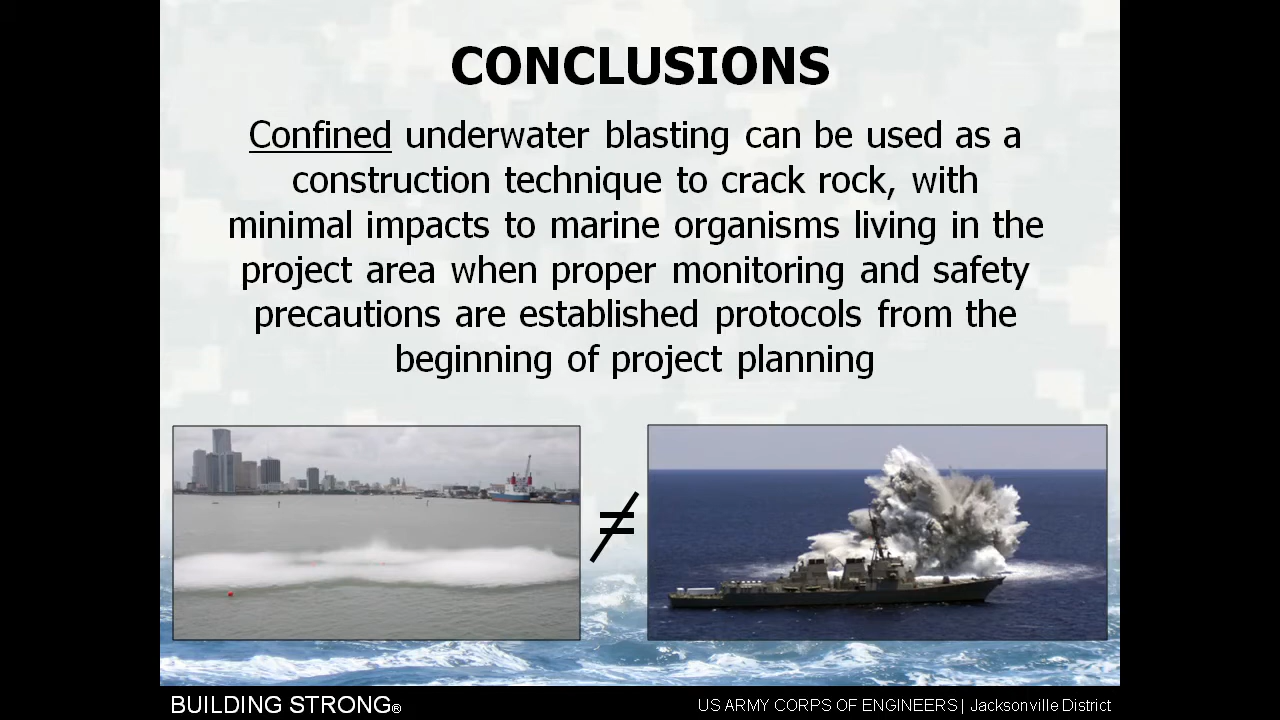 CONCLUSIONS
Confined underwater blasting can be used as a
construction technique to crack rock, with
minimal impacts to marine organisms living in the
project area when proper monitoring and safety
precautions are established protocols from the
beginning of project planning
≠
BUILDING STRONG®
US ARMY CORPS OF ENGINEERS | Jacksonville District